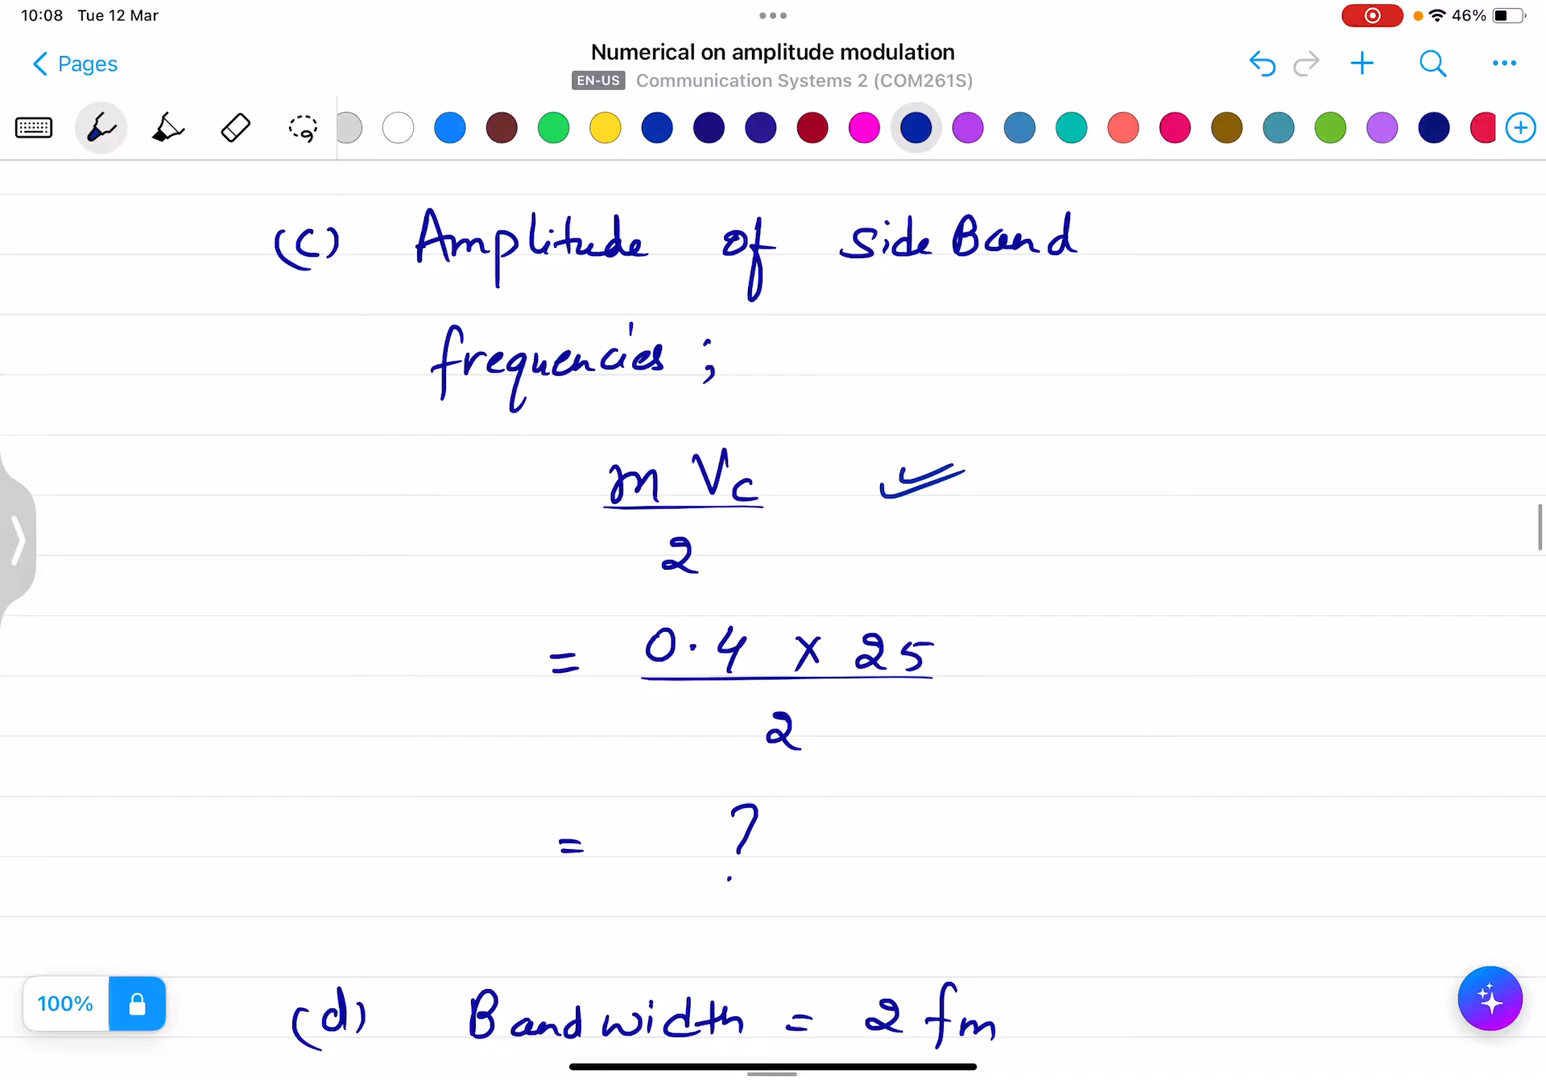 10:08 Tue 12 Mar
46%
Pages
Numerical on amplitude modulation
EN-US Communication Systems 2 (COM261S)
(c) Amplitude of side Band
frequencies ;
m Vc
2
= 0.4 x 25
2
= ?
100%
(d) Bandwidth = 2 fm